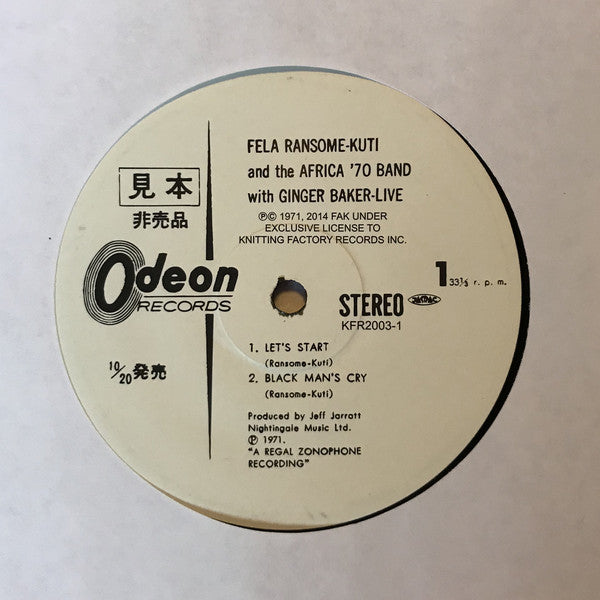 FELA RANSOME-KUTI
and the AFRICA '70 BAND
with GINGER BAKER-LIVE
℗© 1971, 2014 FAK UNDER
EXCLUSIVE LICENSE TO
KNITTING FACTORY RECORDS INC.
見本
非売品
Odeon
RECORDS
10/20発売
1 33⅓ r. p. m.
STEREO
KFR2003-1
1. LET'S START
(Ransome-Kuti)
2. BLACK MAN'S CRY
(Ransome-Kuti)
Produced by Jeff Jarratt
Nightingale Music Ltd.
℗ 1971.
"A REGAL ZONOPHONE
RECORDING"